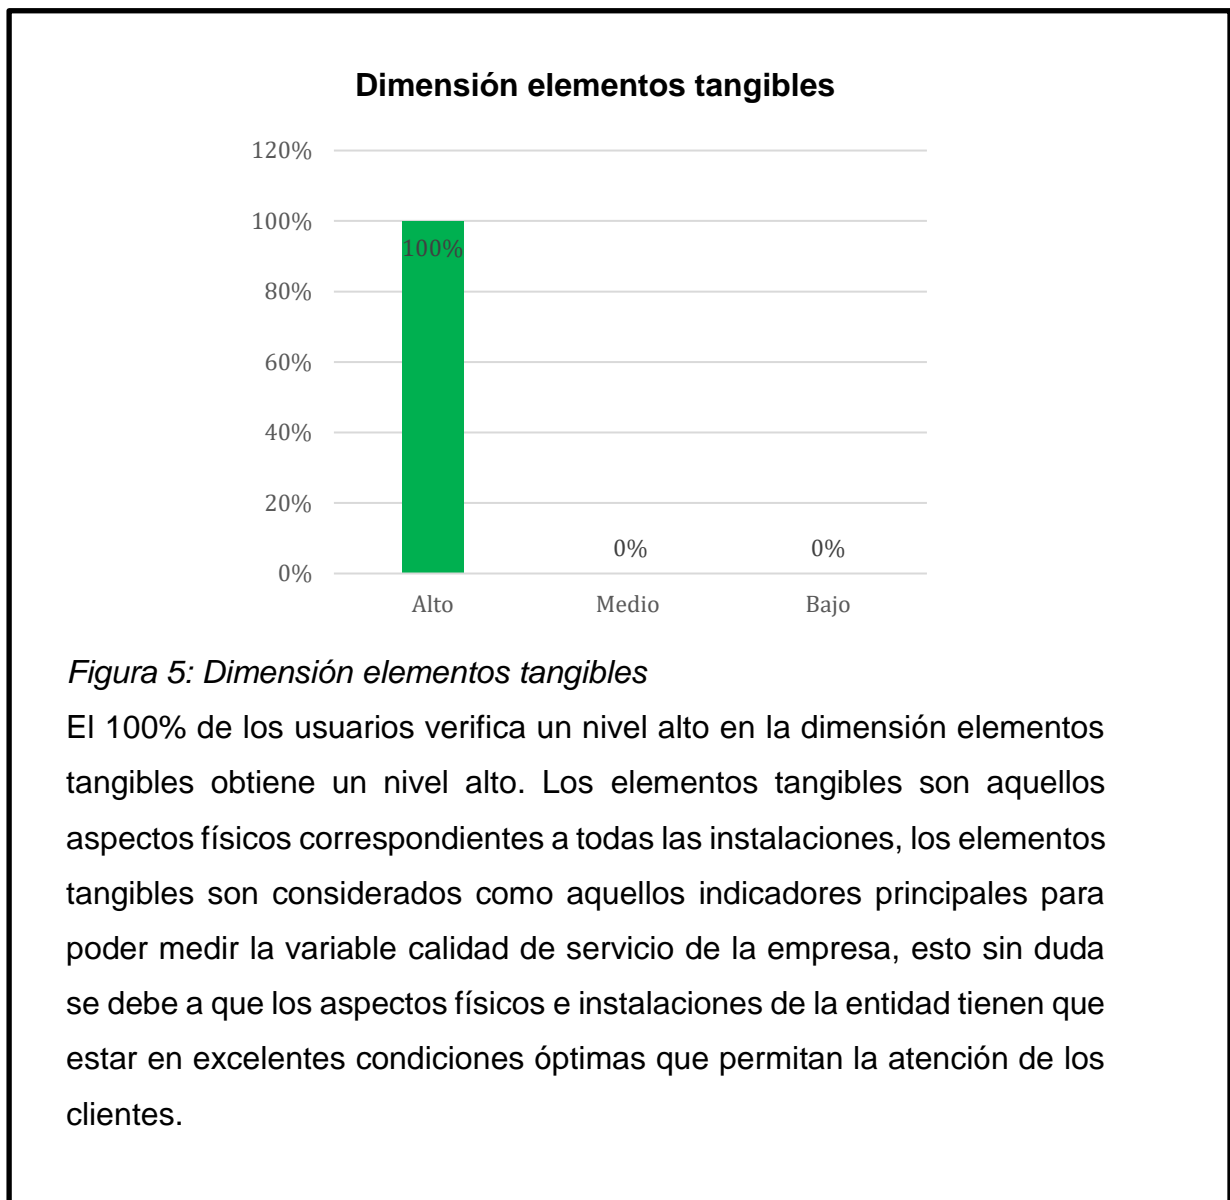 Dimensión elementos tangibles
120%
100%
100%
80%
60%
40%
20%
0%
0%
0%
Alto
Medio
Bajo
Figura 5: Dimensión elementos tangibles
El 100% de los usuarios verifica un nivel alto en la dimensión elementos
tangibles obtiene un nivel alto. Los elementos tangibles son aquellos
aspectos físicos correspondientes a todas las instalaciones, los elementos
tangibles son considerados como aquellos indicadores principales para
poder medir la variable calidad de servicio de la empresa, esto sin duda
se debe a que los aspectos físicos e instalaciones de la entidad tienen que
estar en excelentes condiciones óptimas que permitan la atención de los
clientes.